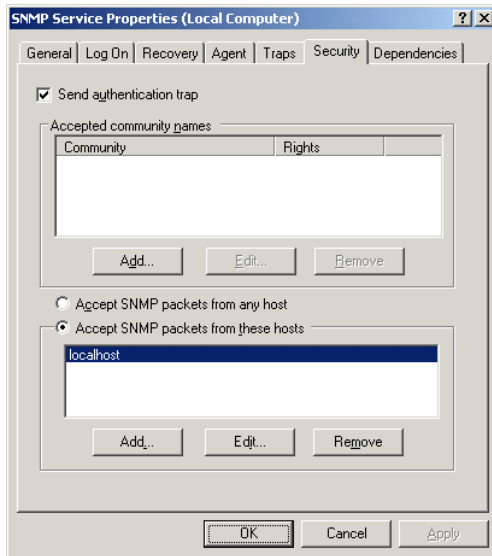 SNMP Service Properties (Local Computer)
General Log On Recovery Agent Traps Security Dependencies
Send authentication trap
Accepted community names
Community Rights
Add... Edit... Remove
Accept SNMP packets from any host
Accept SNMP packets from these hosts
localhost
Add... Edit... Remove
OK Cancel Apply